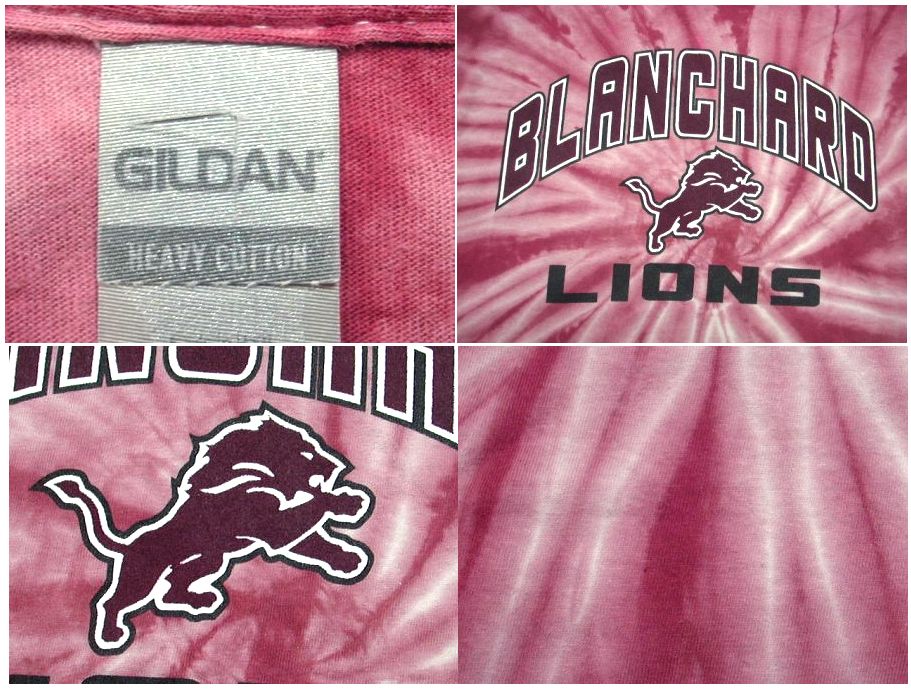 GILDAN
HEAVY COTTON
BLANCHARD
LIONS